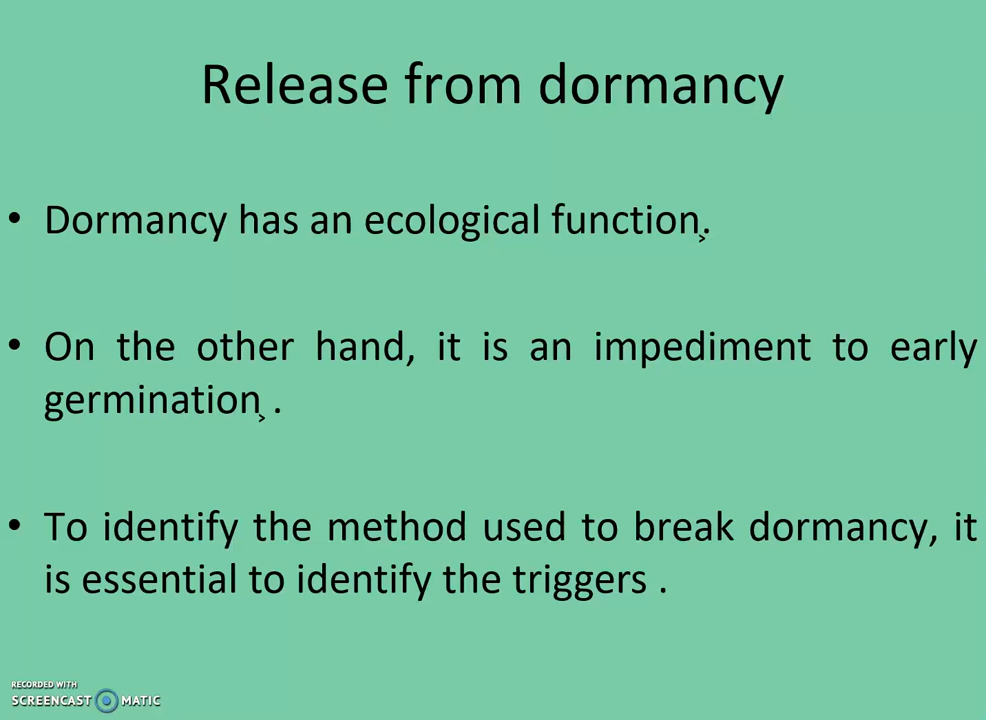 Release from dormancy
• Dormancy has an ecological function.
• On the other hand, it is an impediment to early
germination .
• To identify the method used to break dormancy, it
is essential to identify the triggers .
RECORDED WITH
SCREENCAST MATIC